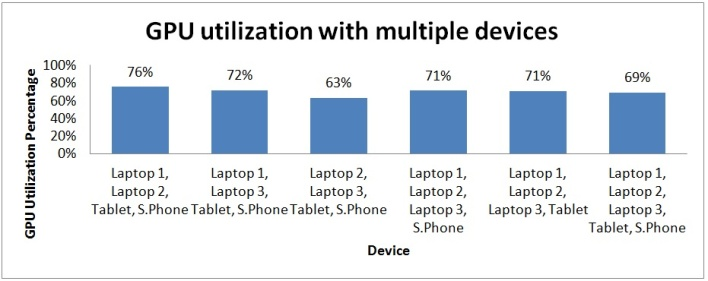 GPU utilization with multiple devices
GPU Utilization Percentage
100%
80%
60%
40%
20%
0%
76%
72%
63%
71%
71%
69%
Laptop 1,
Laptop 2,
Tablet, S.Phone
Laptop 1,
Laptop 3,
Tablet, S.Phone
Laptop 2,
Laptop 3,
Tablet, S.Phone
Laptop 1,
Laptop 2,
Laptop 3,
S.Phone
Laptop 1,
Laptop 2,
Laptop 3, Tablet
Laptop 1,
Laptop 2,
Laptop 3,
Tablet, S.Phone
Device